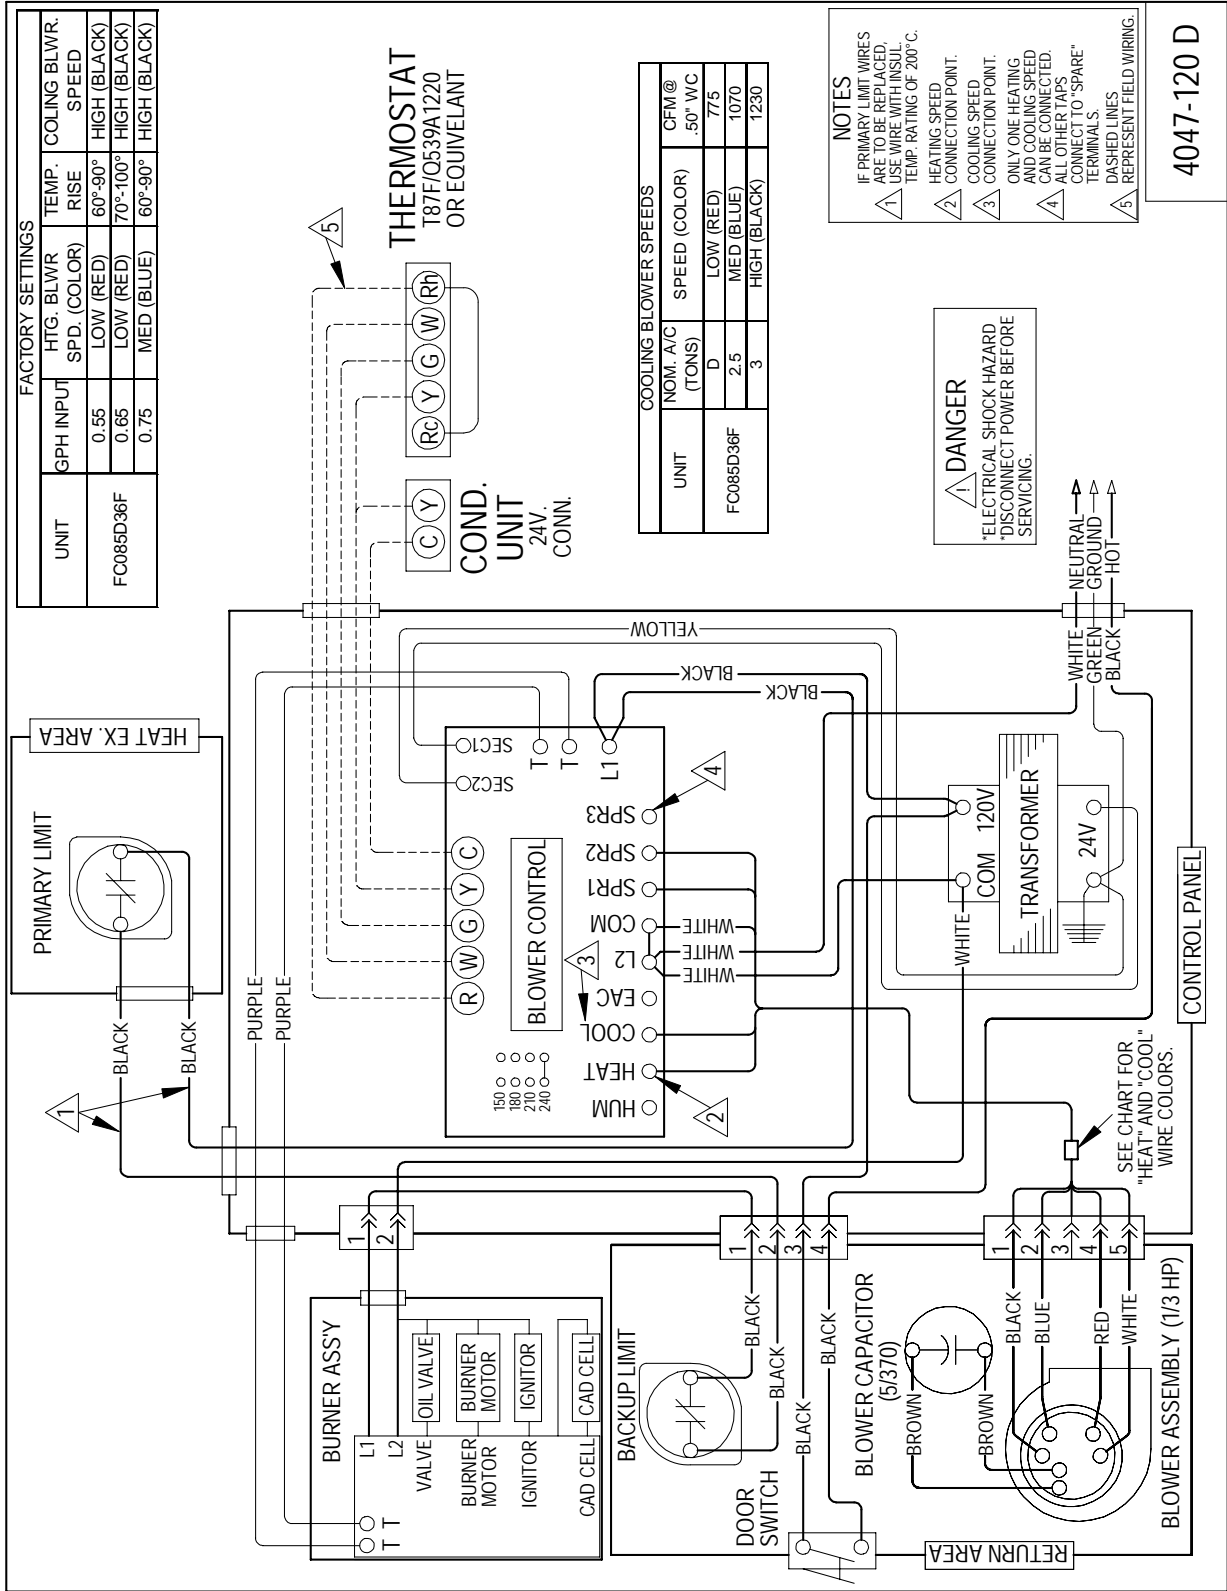 FACTORY SETTINGS
UNIT
GPH INPUT
HTG. BLWR
SPD. (COLOR)
TEMP.
RISE
COLING BLWR.
SPEED
FC085D36F
0.55 LOW (RED) 60°-90° HIGH (BLACK)
0.65 LOW (RED) 70°-100° HIGH (BLACK)
0.75 MED (BLUE) 60°-90° HIGH (BLACK)
THERMOSTAT
T87F/Q539A1220
OR EQUIVELANT
5
Rc Y G W Rh
COND.
UNIT
24V.
CONN.
C Y
COOLING BLOWER SPEEDS
UNIT
NOM. A/C
(TONS)
SPEED (COLOR)
CFM @
.50" WC
FC085D36F
D LOW (RED) 775
2.5 MED (BLUE) 1070
3 HIGH (BLACK) 1230
NOTES
1
IF PRIMARY LIMIT WIRES
ARE TO BE REPLACED,
USE WIRE WITH INSUL.
TEMP. RATING OF 200°C.
2
HEATING SPEED
CONNECTION POINT.
3
COOLING SPEED
CONNECTION POINT.
4
ONLY ONE HEATING
AND COOLING SPEED
CAN BE CONNECTED.
ALL OTHER TAPS
CONNECT TO "SPARE"
TERMINALS.
5
DASHED LINES
REPRESENT FIELD WIRING.
4047-120 D
! DANGER
*ELECTRICAL SHOCK HAZARD
*DISCONNECT POWER BEFORE
SERVICING.
HEAT EX. AREA
PRIMARY LIMIT
BLACK
BLACK
1
PURPLE
PURPLE
R W G Y C
BLOWER CONTROL
SEC2
SEC1
T
T
L1
150
180
210
240
HUM
HEAT
COOL
EAC
L2
COM
SPR1
SPR2
SPR3
2
3
4
YELLOW
BLACK
BLACK
WHITE
WHITE
WHITE
WHITE
COM 120V
TRANSFORMER
24V
WHITE NEUTRAL
GREEN GROUND
BLACK HOT
CONTROL PANEL
SEE CHART FOR
"HEAT" AND "COOL"
WIRE COLORS.
1
2
1
2
3
4
1
2
3
4
5
BURNER ASS'Y
T
T
L1
L2
VALVE
OIL VALVE
BURNER
MOTOR
BURNER
MOTOR
IGNITOR
IGNITOR
CAD CELL
CAD CELL
BACKUP LIMIT
BLACK
BLACK
BLACK
BLACK
DOOR
SWITCH
BLOWER CAPACITOR
(5/370)
BROWN
BROWN
BLACK
BLUE
RED
WHITE
BLOWER ASSEMBLY (1/3 HP)
RETURN AREA